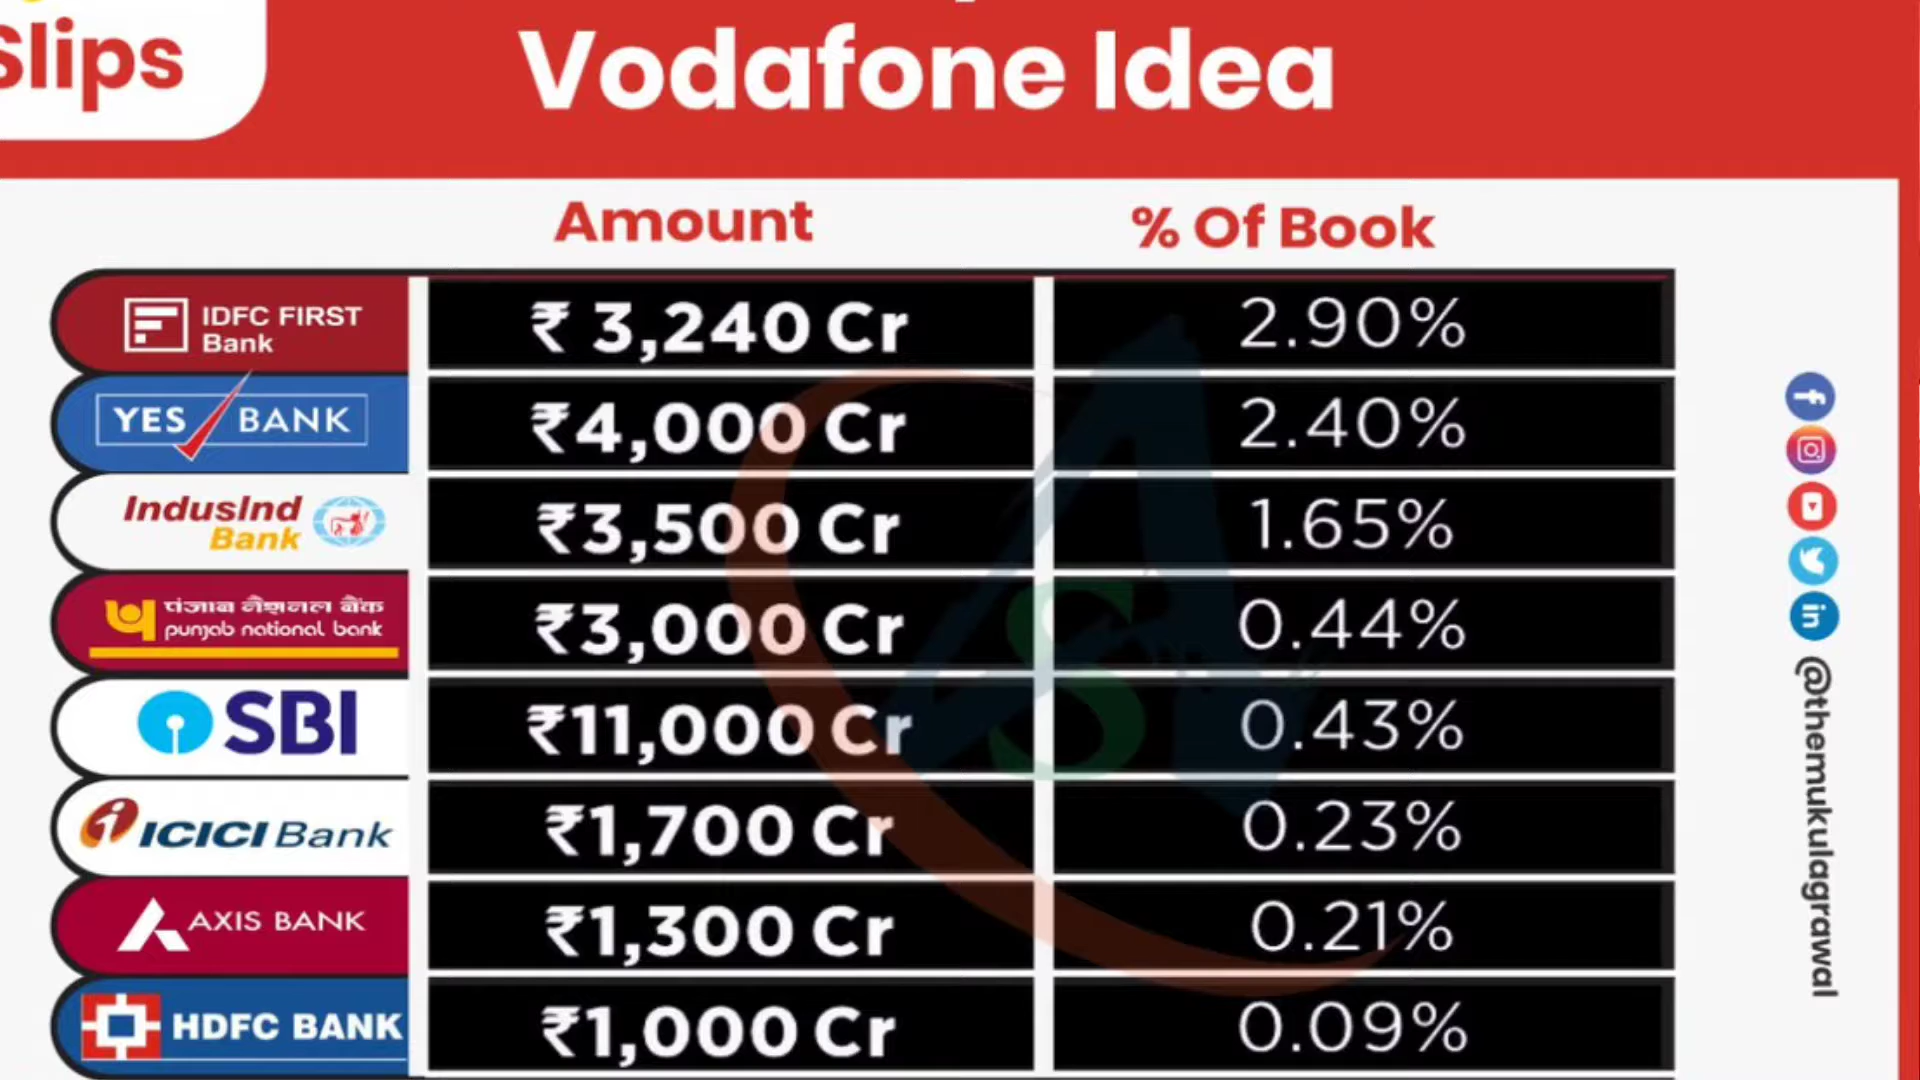 Slips
Vodafone Idea
Amount % Of Book
IDFC FIRST
Bank
₹ 3,240 Cr 2.90%
YES BANK ₹4,000 Cr 2.40%
IndusInd
Bank
₹3,500 Cr 1.65%
पंजाब नैशनल बैंक
punjab national bank
₹3,000 Cr 0.44%
SBI ₹11,000 Cr 0.43%
ICICI Bank ₹1,700 Cr 0.23%
AXIS BANK ₹1,300 Cr 0.21%
HDFC BANK ₹1,000 Cr 0.09%
@themukulagrawal